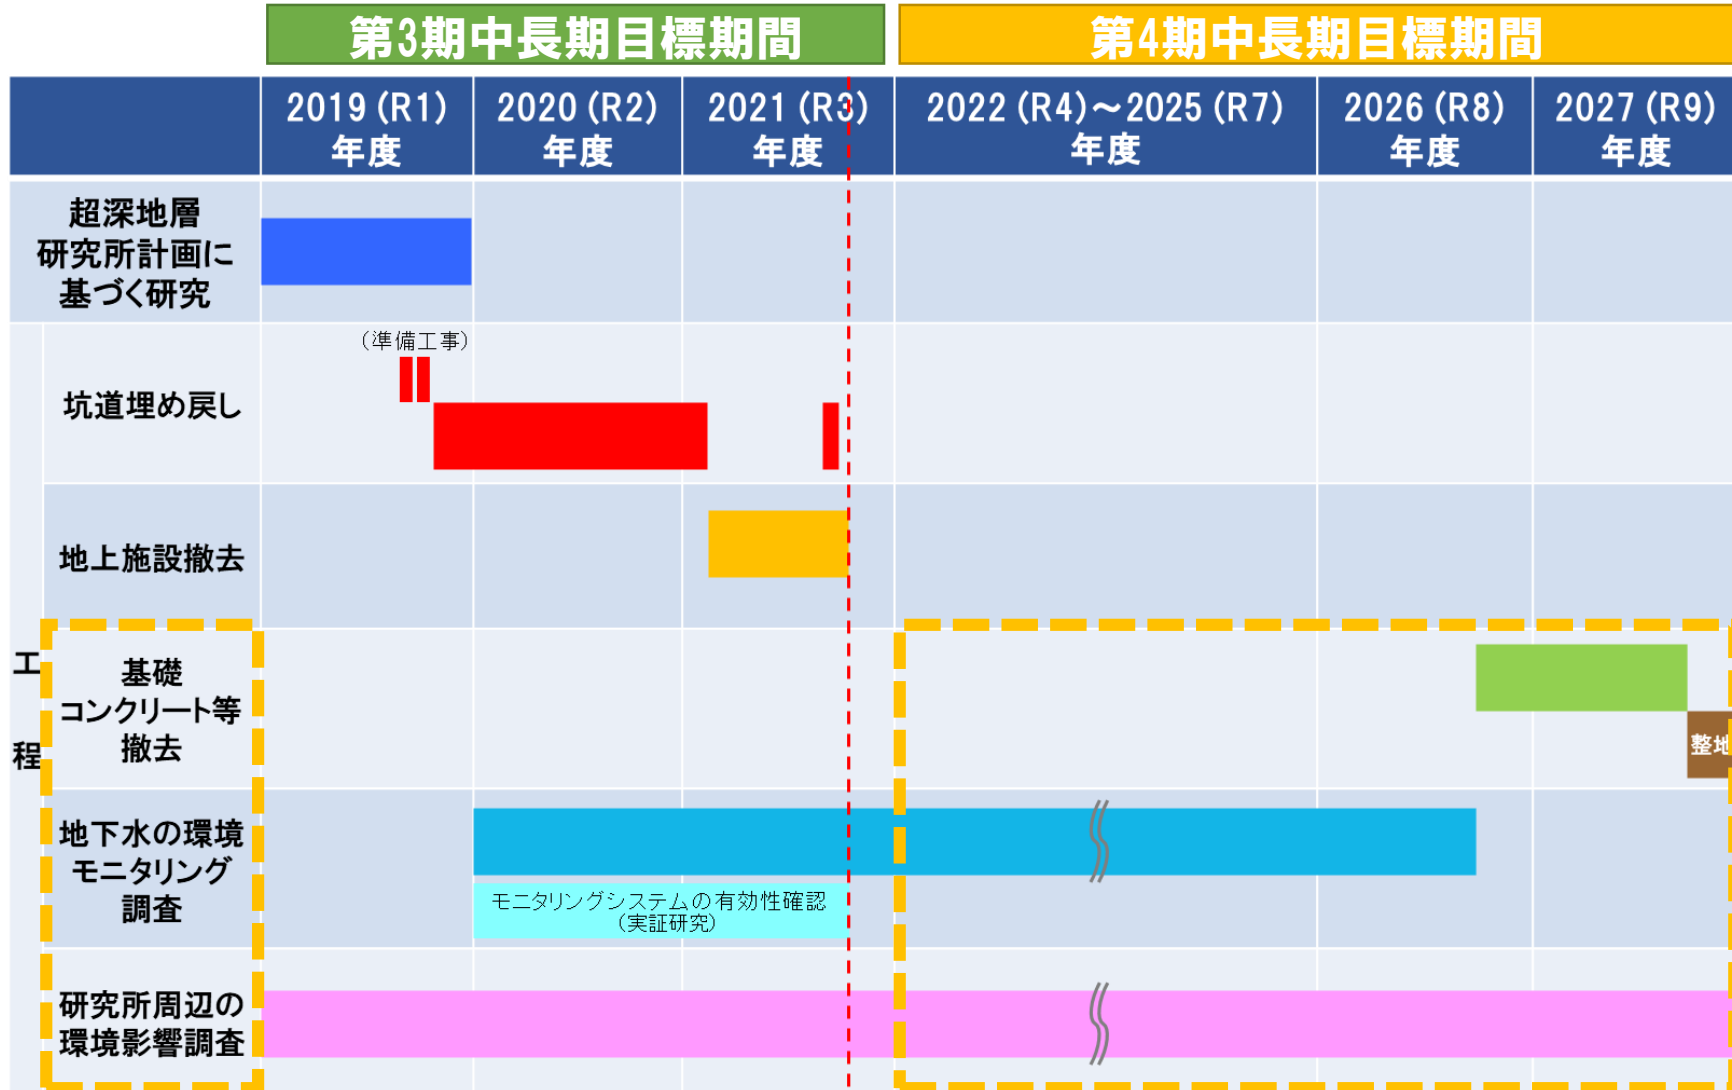 第3期中長期目標期間
第4期中長期目標期間
2019 (R1)
年度
2020 (R2)
年度
2021 (R3)
年度
2022 (R4)～2025 (R7)
年度
2026 (R8)
年度
2027 (R9)
年度
超深地層
研究所計画に
基づく研究
工
程
坑道埋め戻し
（準備工事）
地上施設撤去
基礎
コンクリート等
撤去
整地
地下水の環境
モニタリング
調査
モニタリングシステムの有効性確認
（実証研究）
研究所周辺の
環境影響調査